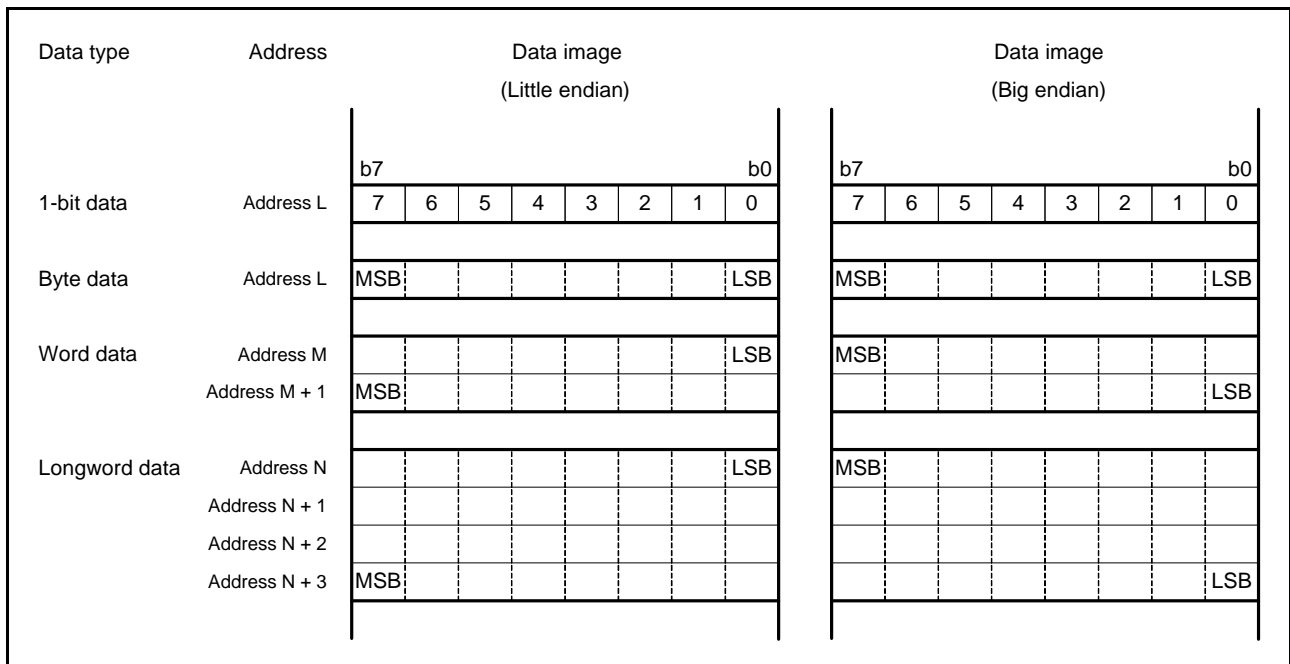 Data type Address Data image Data image
(Little endian) (Big endian)
b7 b0 b7 b0
1-bit data Address L 7 6 5 4 3 2 1 0 7 6 5 4 3 2 1 0
Byte data Address L MSB LSB MSB LSB
Word data Address M LSB MSB
Address M + 1 MSB LSB
Longword data Address N LSB MSB
Address N + 1
Address N + 2
Address N + 3 MSB LSB